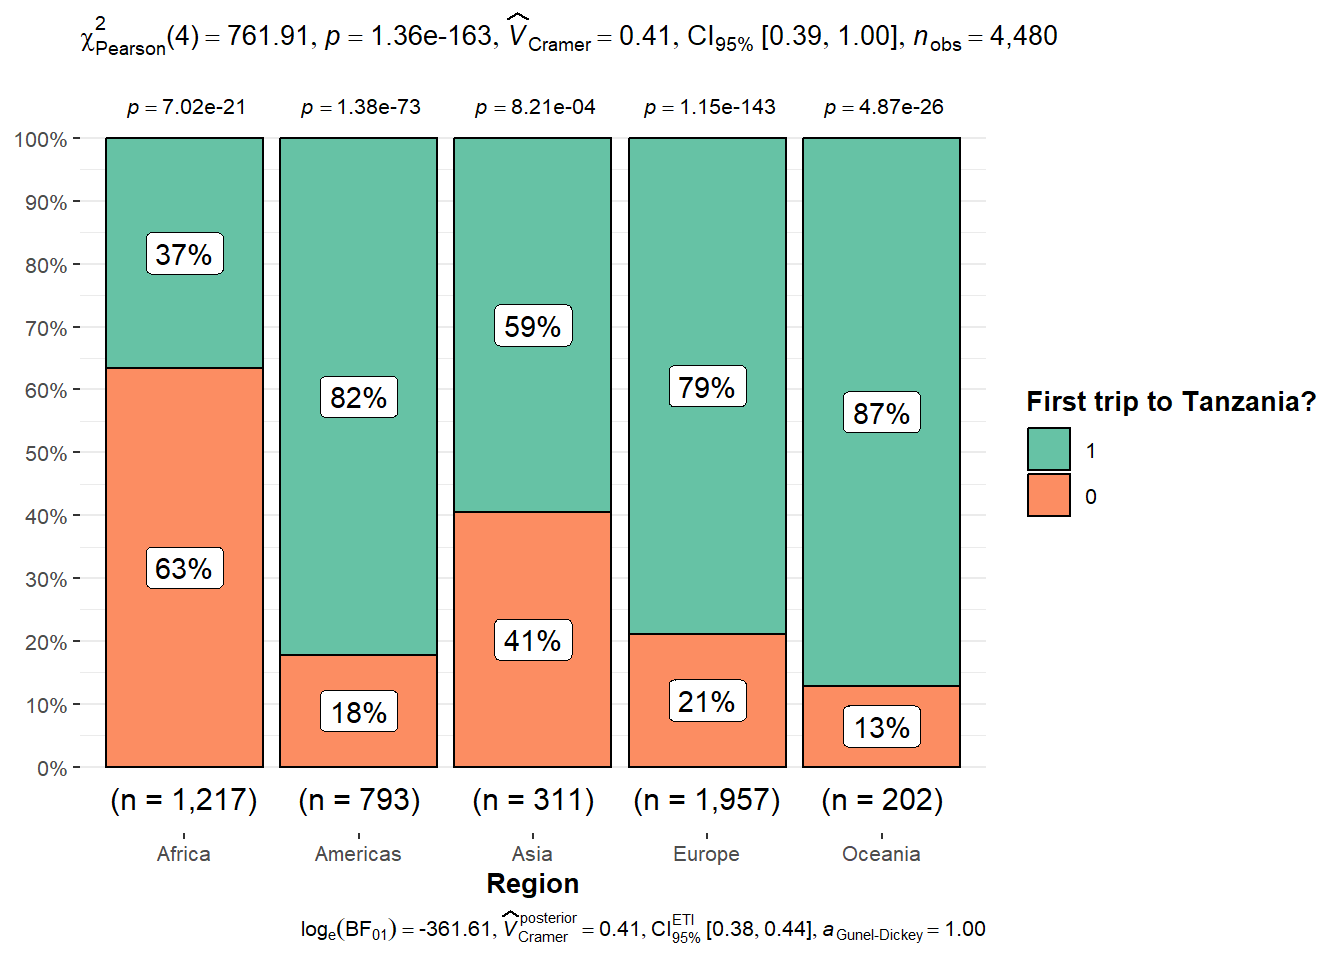 χ²Pearson(4) = 761.91, p = 1.36e-163, V̂Cramer = 0.41, CI95% [0.39, 1.00], nobs = 4,480
p = 7.02e-21 p = 1.38e-73 p = 8.21e-04 p = 1.15e-143 p = 4.87e-26
100%
90%
80%
70%
60%
50%
40%
30%
20%
10%
0%
37% 82% 59% 79% 87%
63% 18% 41% 21% 13%
(n = 1,217) (n = 793) (n = 311) (n = 1,957) (n = 202)
Africa Americas Asia Europe Oceania
Region
First trip to Tanzania?
1
0
loge(BF01) = -361.61, V̂posteriorCramer = 0.41, CIETI95% [0.38, 0.44], aGunel-Dickey = 1.00